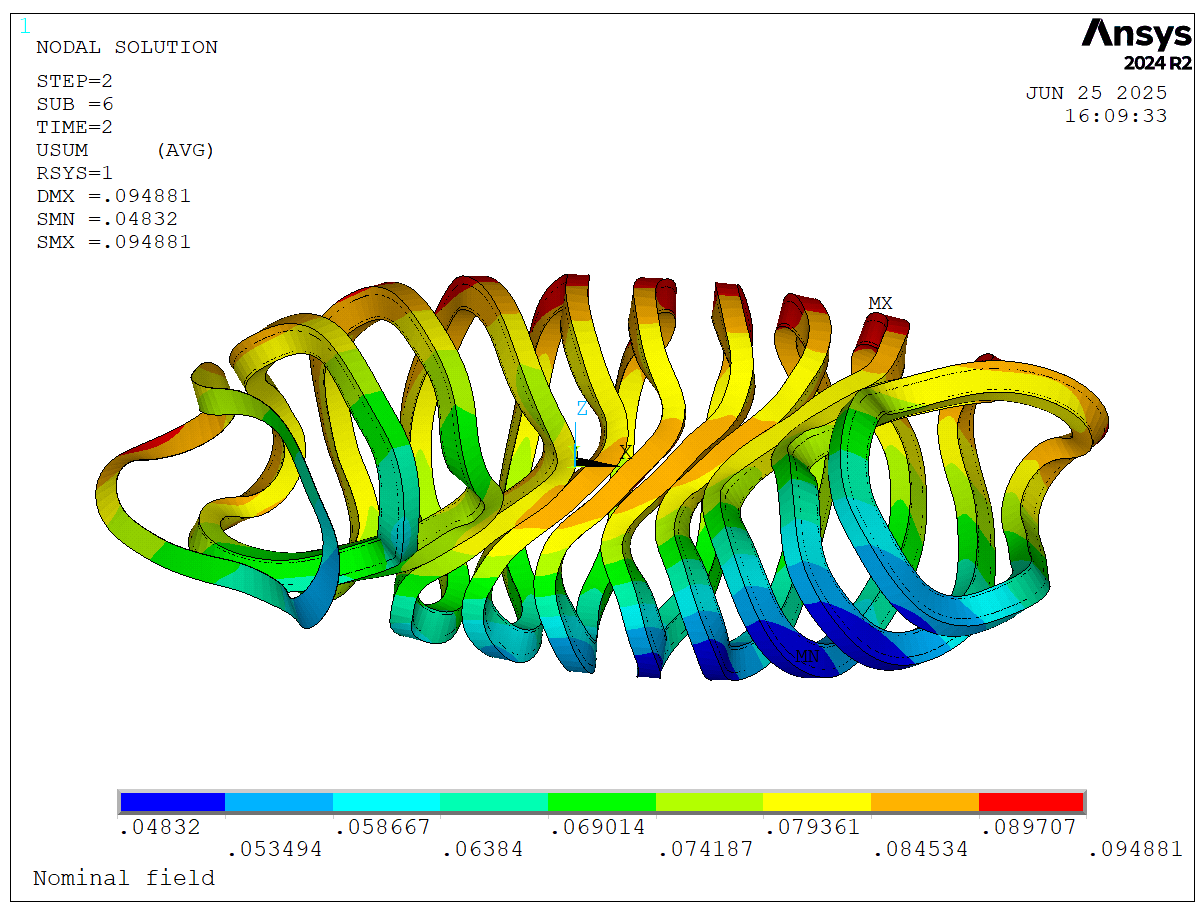 1
NODAL SOLUTION
STEP=2
SUB =6
TIME=2
USUM (AVG)
RSYS=1
DMX =.094881
SMN =.04832
SMX =.094881
Ansys
2024 R2
JUN 25 2025
16:09:33
MX
Z
X
MN
.04832
.053494
.058667
.06384
.069014
.074187
.079361
.084534
.089707
.094881
Nominal field